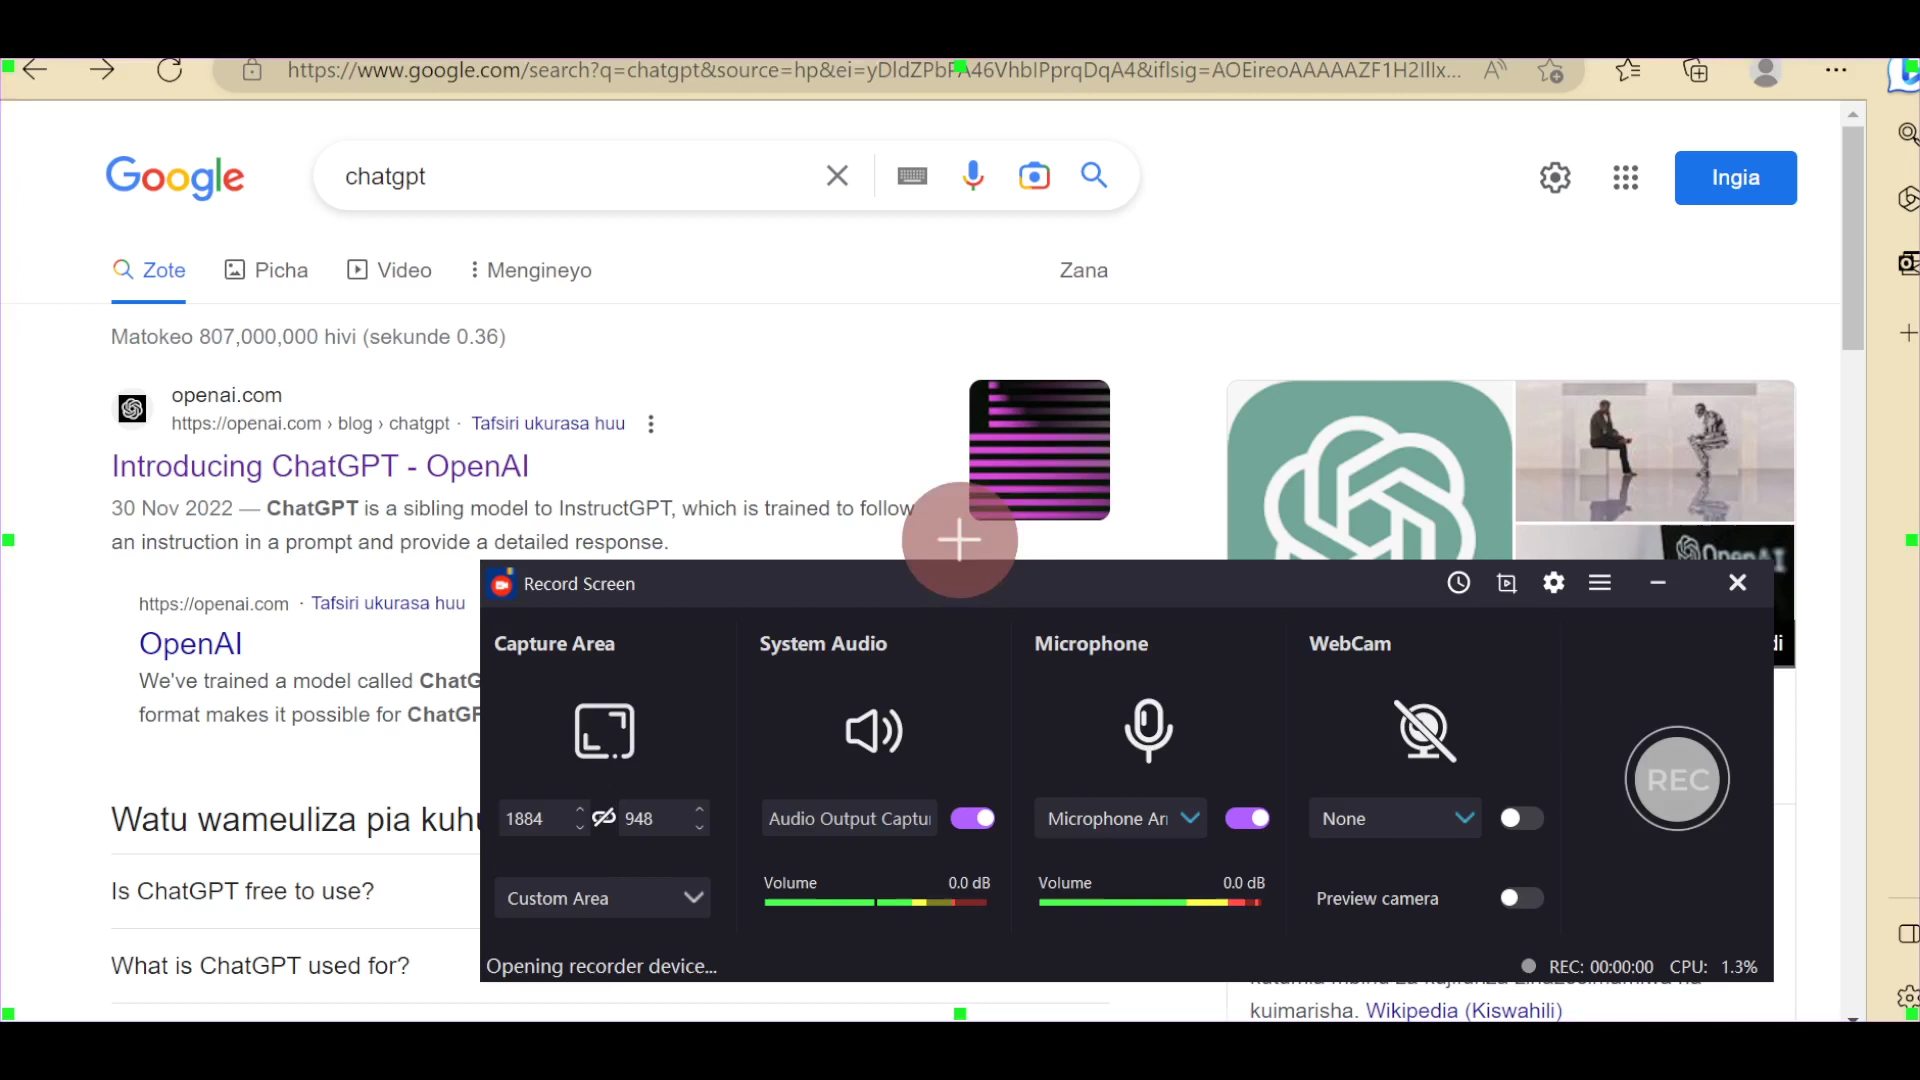 https://www.google.com/search?q=chatgpt&source=hp&ei=yDldZPbPA46VhbIPprqDqA4&iflsig=AOEireoAAAAAZF1H2IIIx...
Google
chatgpt
Ingia
Zote
Picha
Video
Mengineyo
Zana
Matokeo 807,000,000 hivi (sekunde 0.36)
openai.com
https://openai.com › blog › chatgpt · Tafsiri ukurasa huu
Introducing ChatGPT - OpenAI
30 Nov 2022 — ChatGPT is a sibling model to InstructGPT, which is trained to follow
an instruction in a prompt and provide a detailed response.
https://openai.com · Tafsiri ukurasa huu
OpenAI
We've trained a model called ChatG
format makes it possible for ChatGP
Watu wameuliza pia kuhu
Is ChatGPT free to use?
What is ChatGPT used for?
OpenAI
Record Screen
Capture Area
System Audio
Microphone
WebCam
1884
948
Audio Output Captu
Microphone Arr
None
REC
Volume 0.0 dB
Volume 0.0 dB
Custom Area
Preview camera
Opening recorder device...
REC: 00:00:00 CPU: 1.3%
kuimarisha. Wikipedia (Kiswahili)